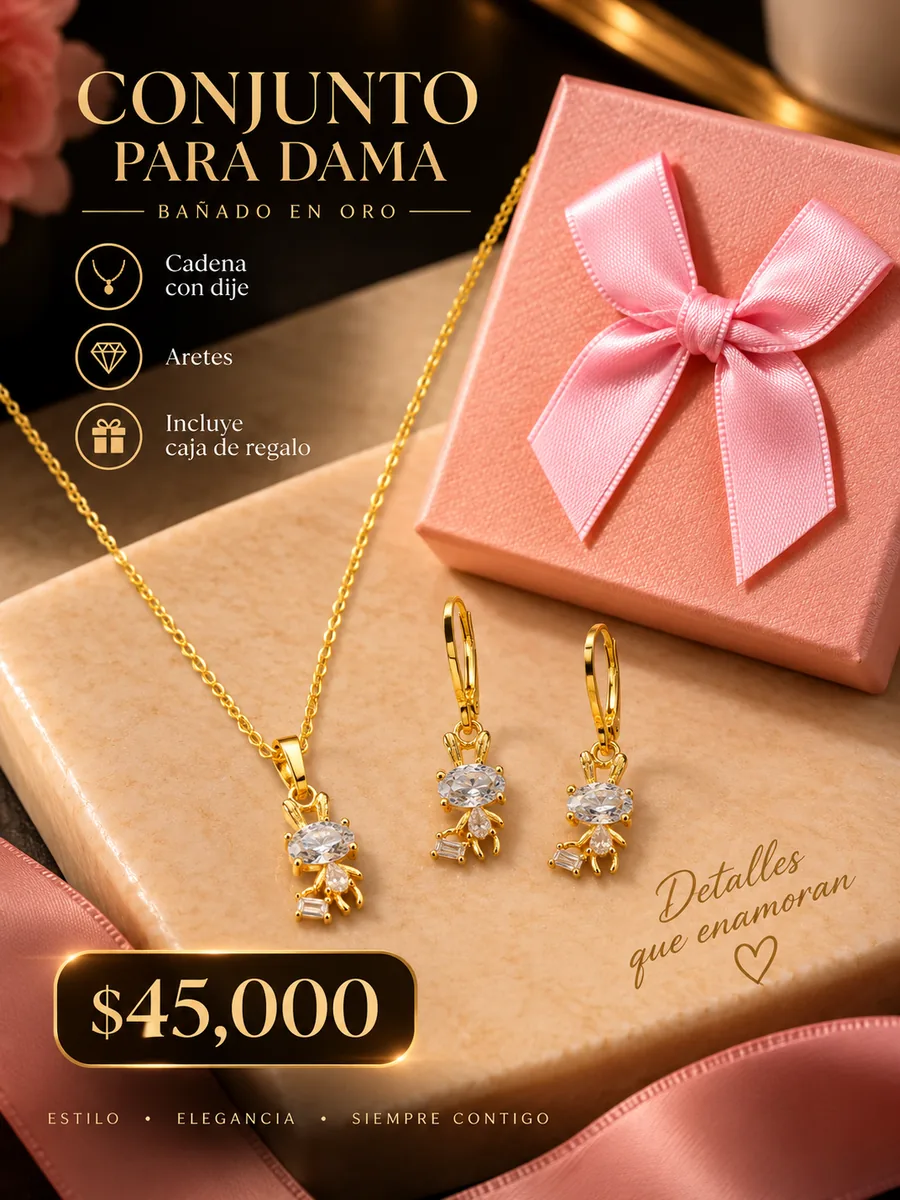 CONJUNTO
PARA DAMA
BAÑADO EN ORO
Cadena
con dije
Aretes
Incluye
caja de regalo
Detalles
que enamoran
$45,000
ESTILO • ELEGANCIA • SIEMPRE CONTIGO